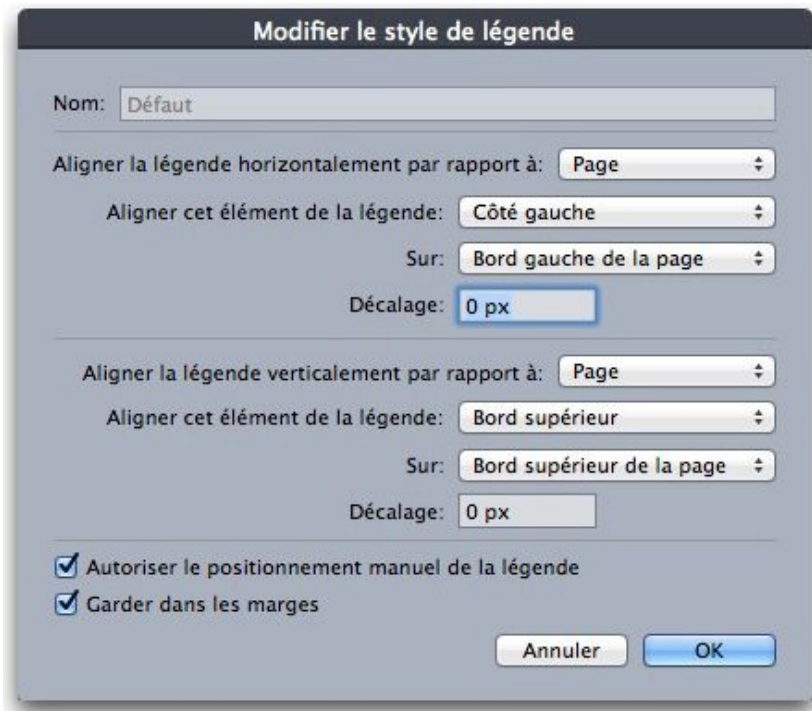 Modifier le style de légende
Nom: Défaut
Aligner la légende horizontalement par rapport à: Page
Aligner cet élément de la légende: Côté gauche
Sur: Bord gauche de la page
Décalage: 0 px
Aligner la légende verticalement par rapport à: Page
Aligner cet élément de la légende: Bord supérieur
Sur: Bord supérieur de la page
Décalage: 0 px
Autoriser le positionnement manuel de la légende
Garder dans les marges
Annuler OK